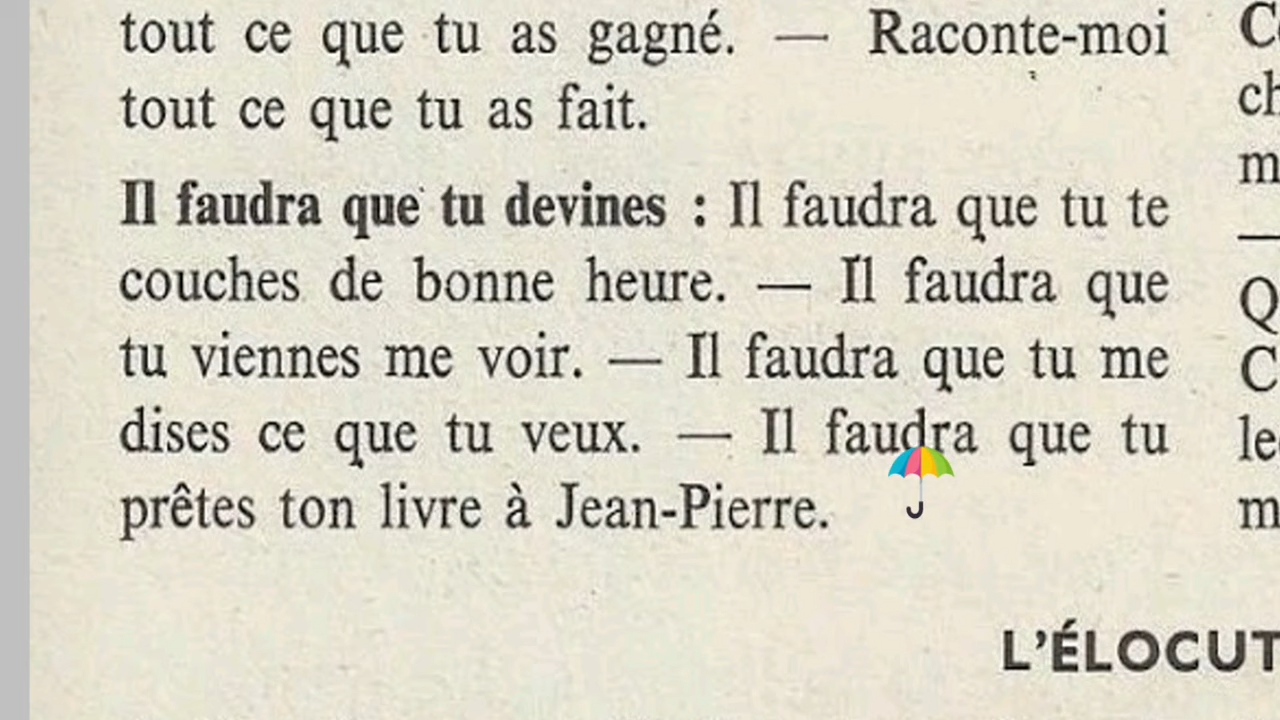 tout ce que tu as gagné. — Raconte-moi
tout ce que tu as fait.
Il faudra que tu devines : Il faudra que tu te
couches de bonne heure. — Il faudra que
tu viennes me voir. — Il faudra que tu me
dises ce que tu veux. — Il faudra que tu
prêtes ton livre à Jean-Pierre.
L'ÉLOCUT